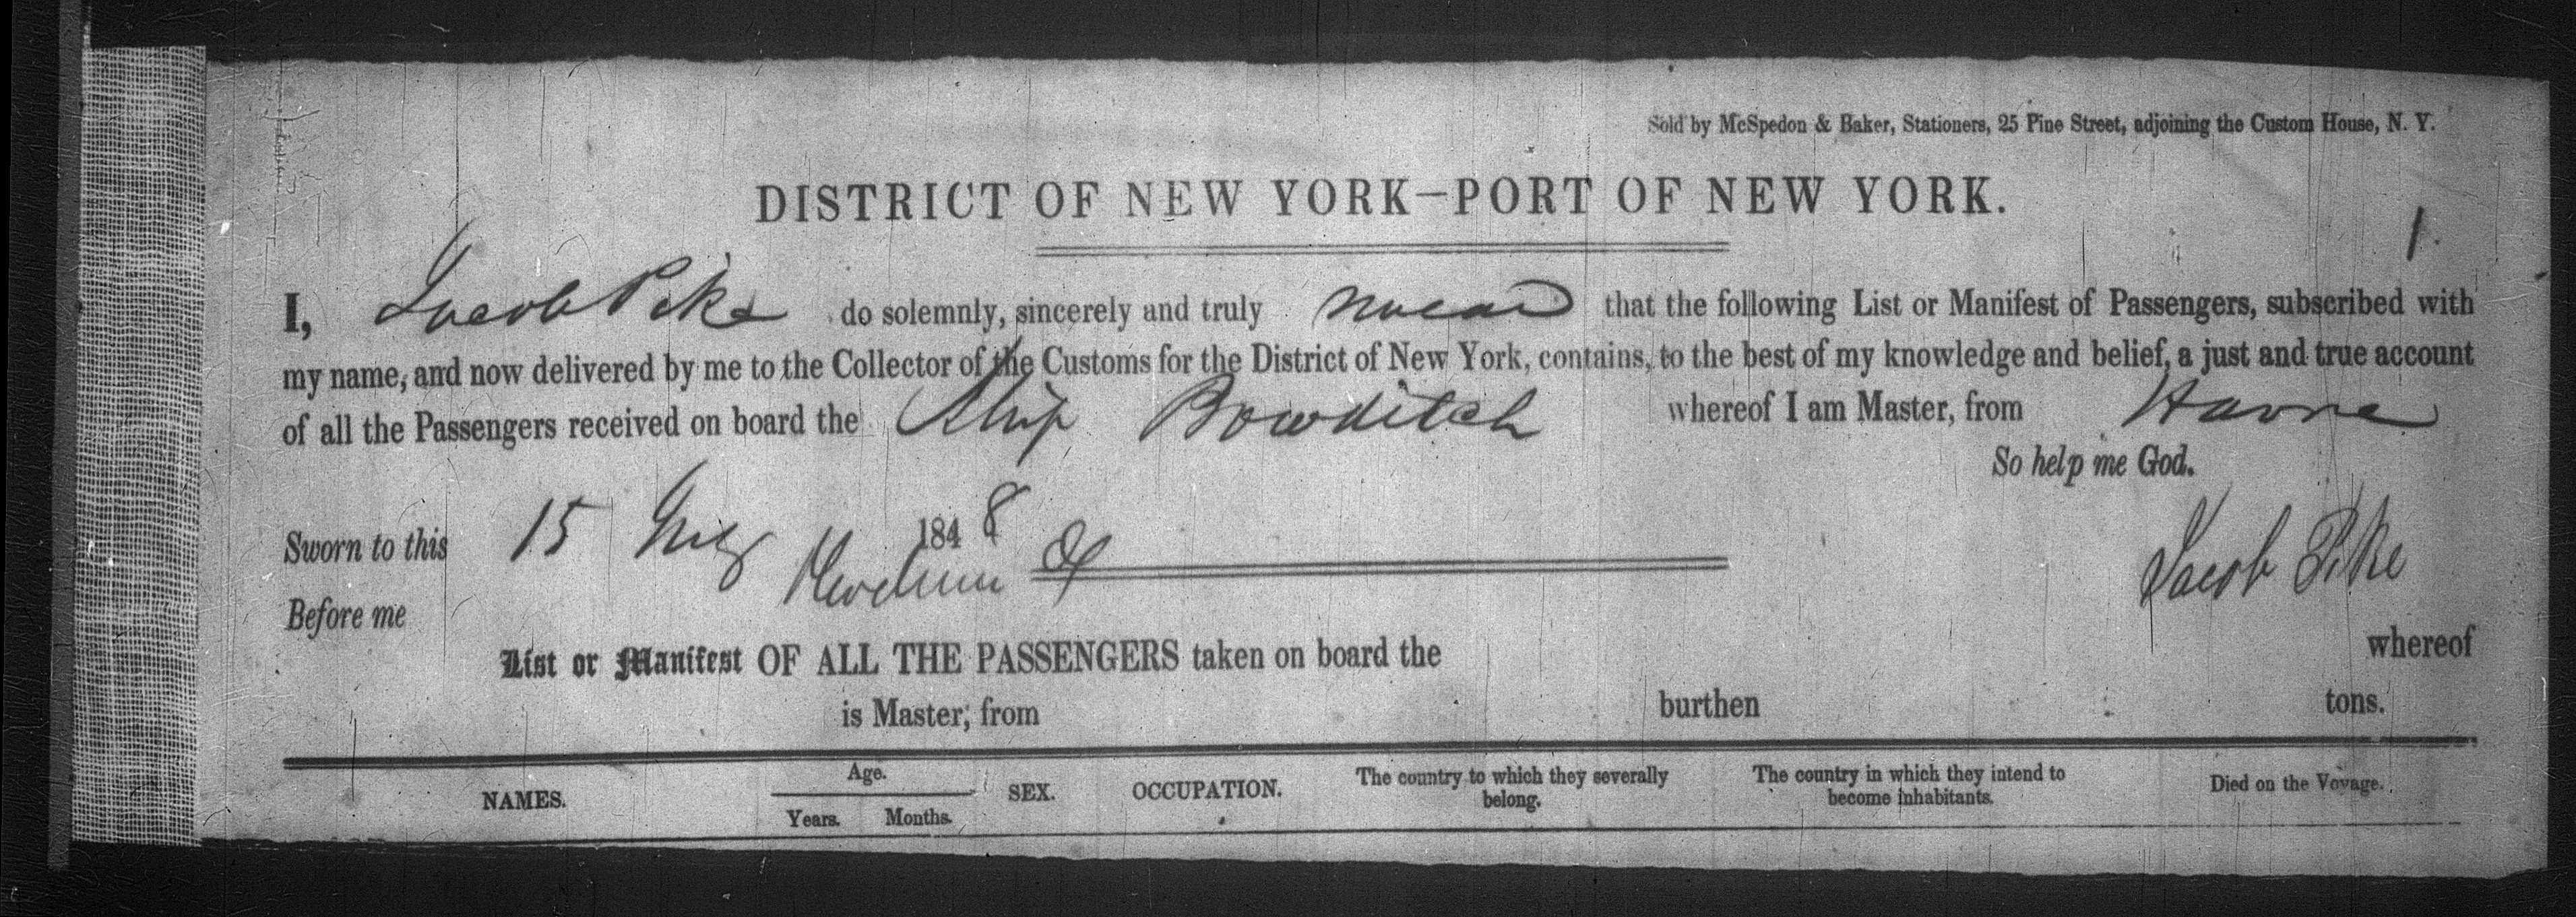 Sold by McSpedon & Baker, Stationers, 25 Pine Street, adjoining the Custom House, N. Y.
DISTRICT OF NEW YORK—PORT OF NEW YORK.
1
I, Jacob Pike do solemnly, sincerely and truly swear that the following List or Manifest of Passengers, subscribed with
my name, and now delivered by me to the Collector of the Customs for the District of New York, contains, to the best of my knowledge and belief, a just and true account
of all the Passengers received on board the Ship Bowditch whereof I am Master, from Havre
So help me God.
Sworn to this 15 1848
Jacob Pike
Before me
List or Manifest OF ALL THE PASSENGERS taken on board the whereof
is Master, from burthen tons.
NAMES. Age. Years. Months. SEX. OCCUPATION. The country to which they severally belong. The country in which they intend to become inhabitants. Died on the Voyage.